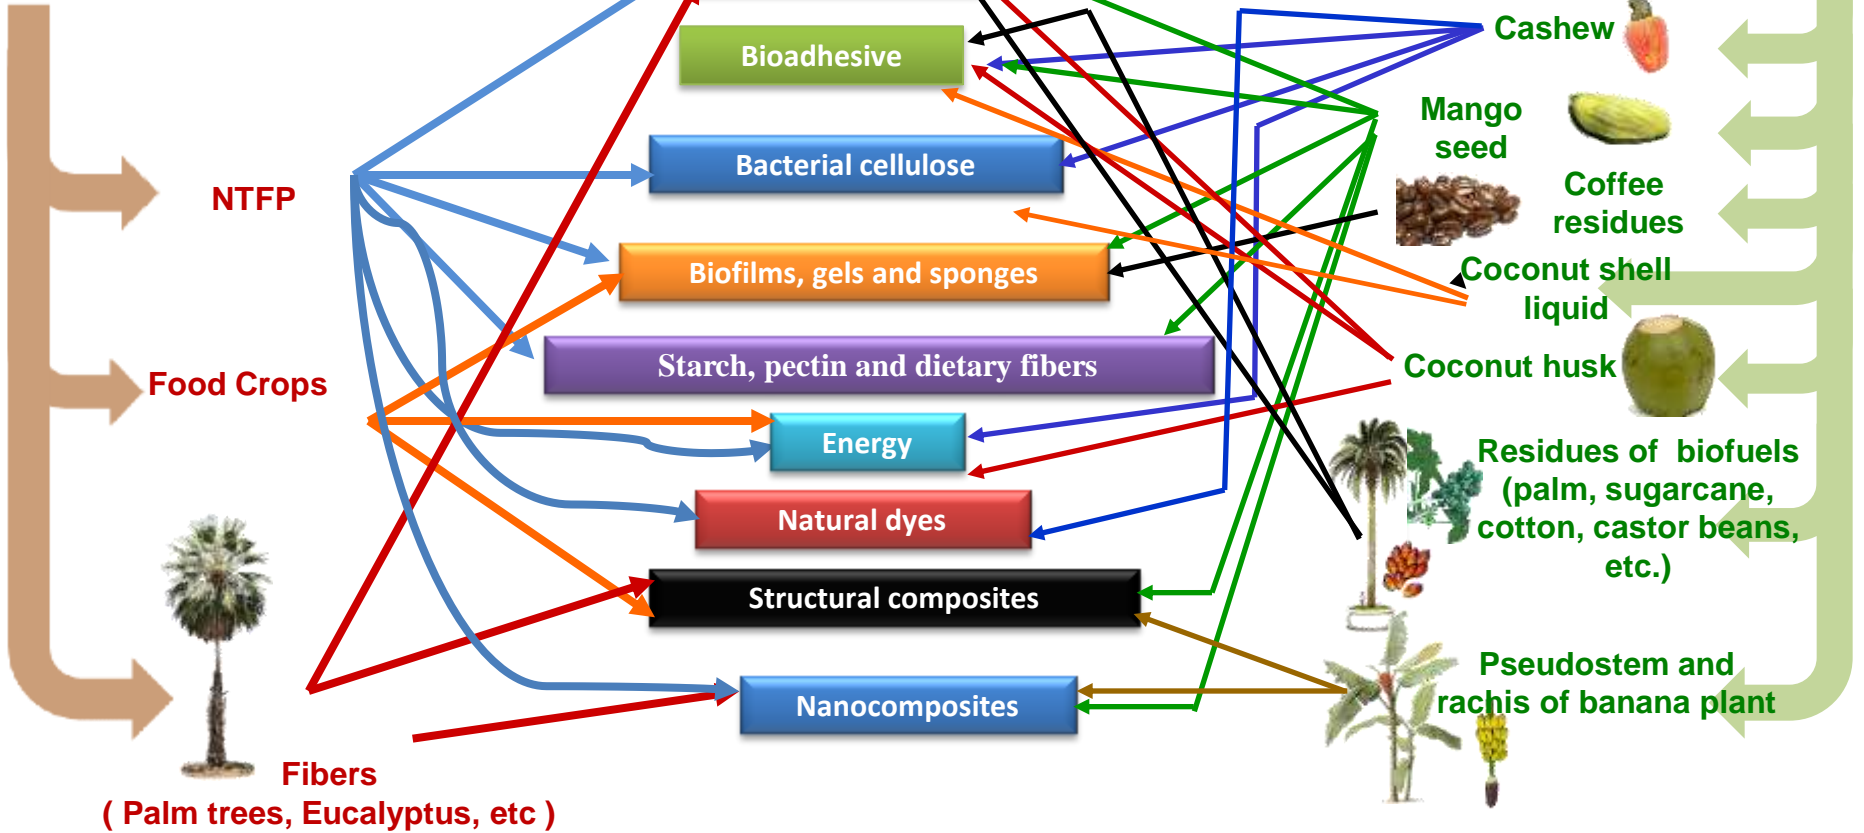 NTFP
Food Crops
Fibers
( Palm trees, Eucalyptus, etc )
Bioadhesive
Bacterial cellulose
Biofilms, gels and sponges
Starch, pectin and dietary fibers
Energy
Natural dyes
Structural composites
Nanocomposites
Cashew
Mango
seed
Coffee
residues
Coconut shell
liquid
Coconut husk
Residues of biofuels
(palm, sugarcane,
cotton, castor beans,
etc.)
Pseudostem and
rachis of banana plant